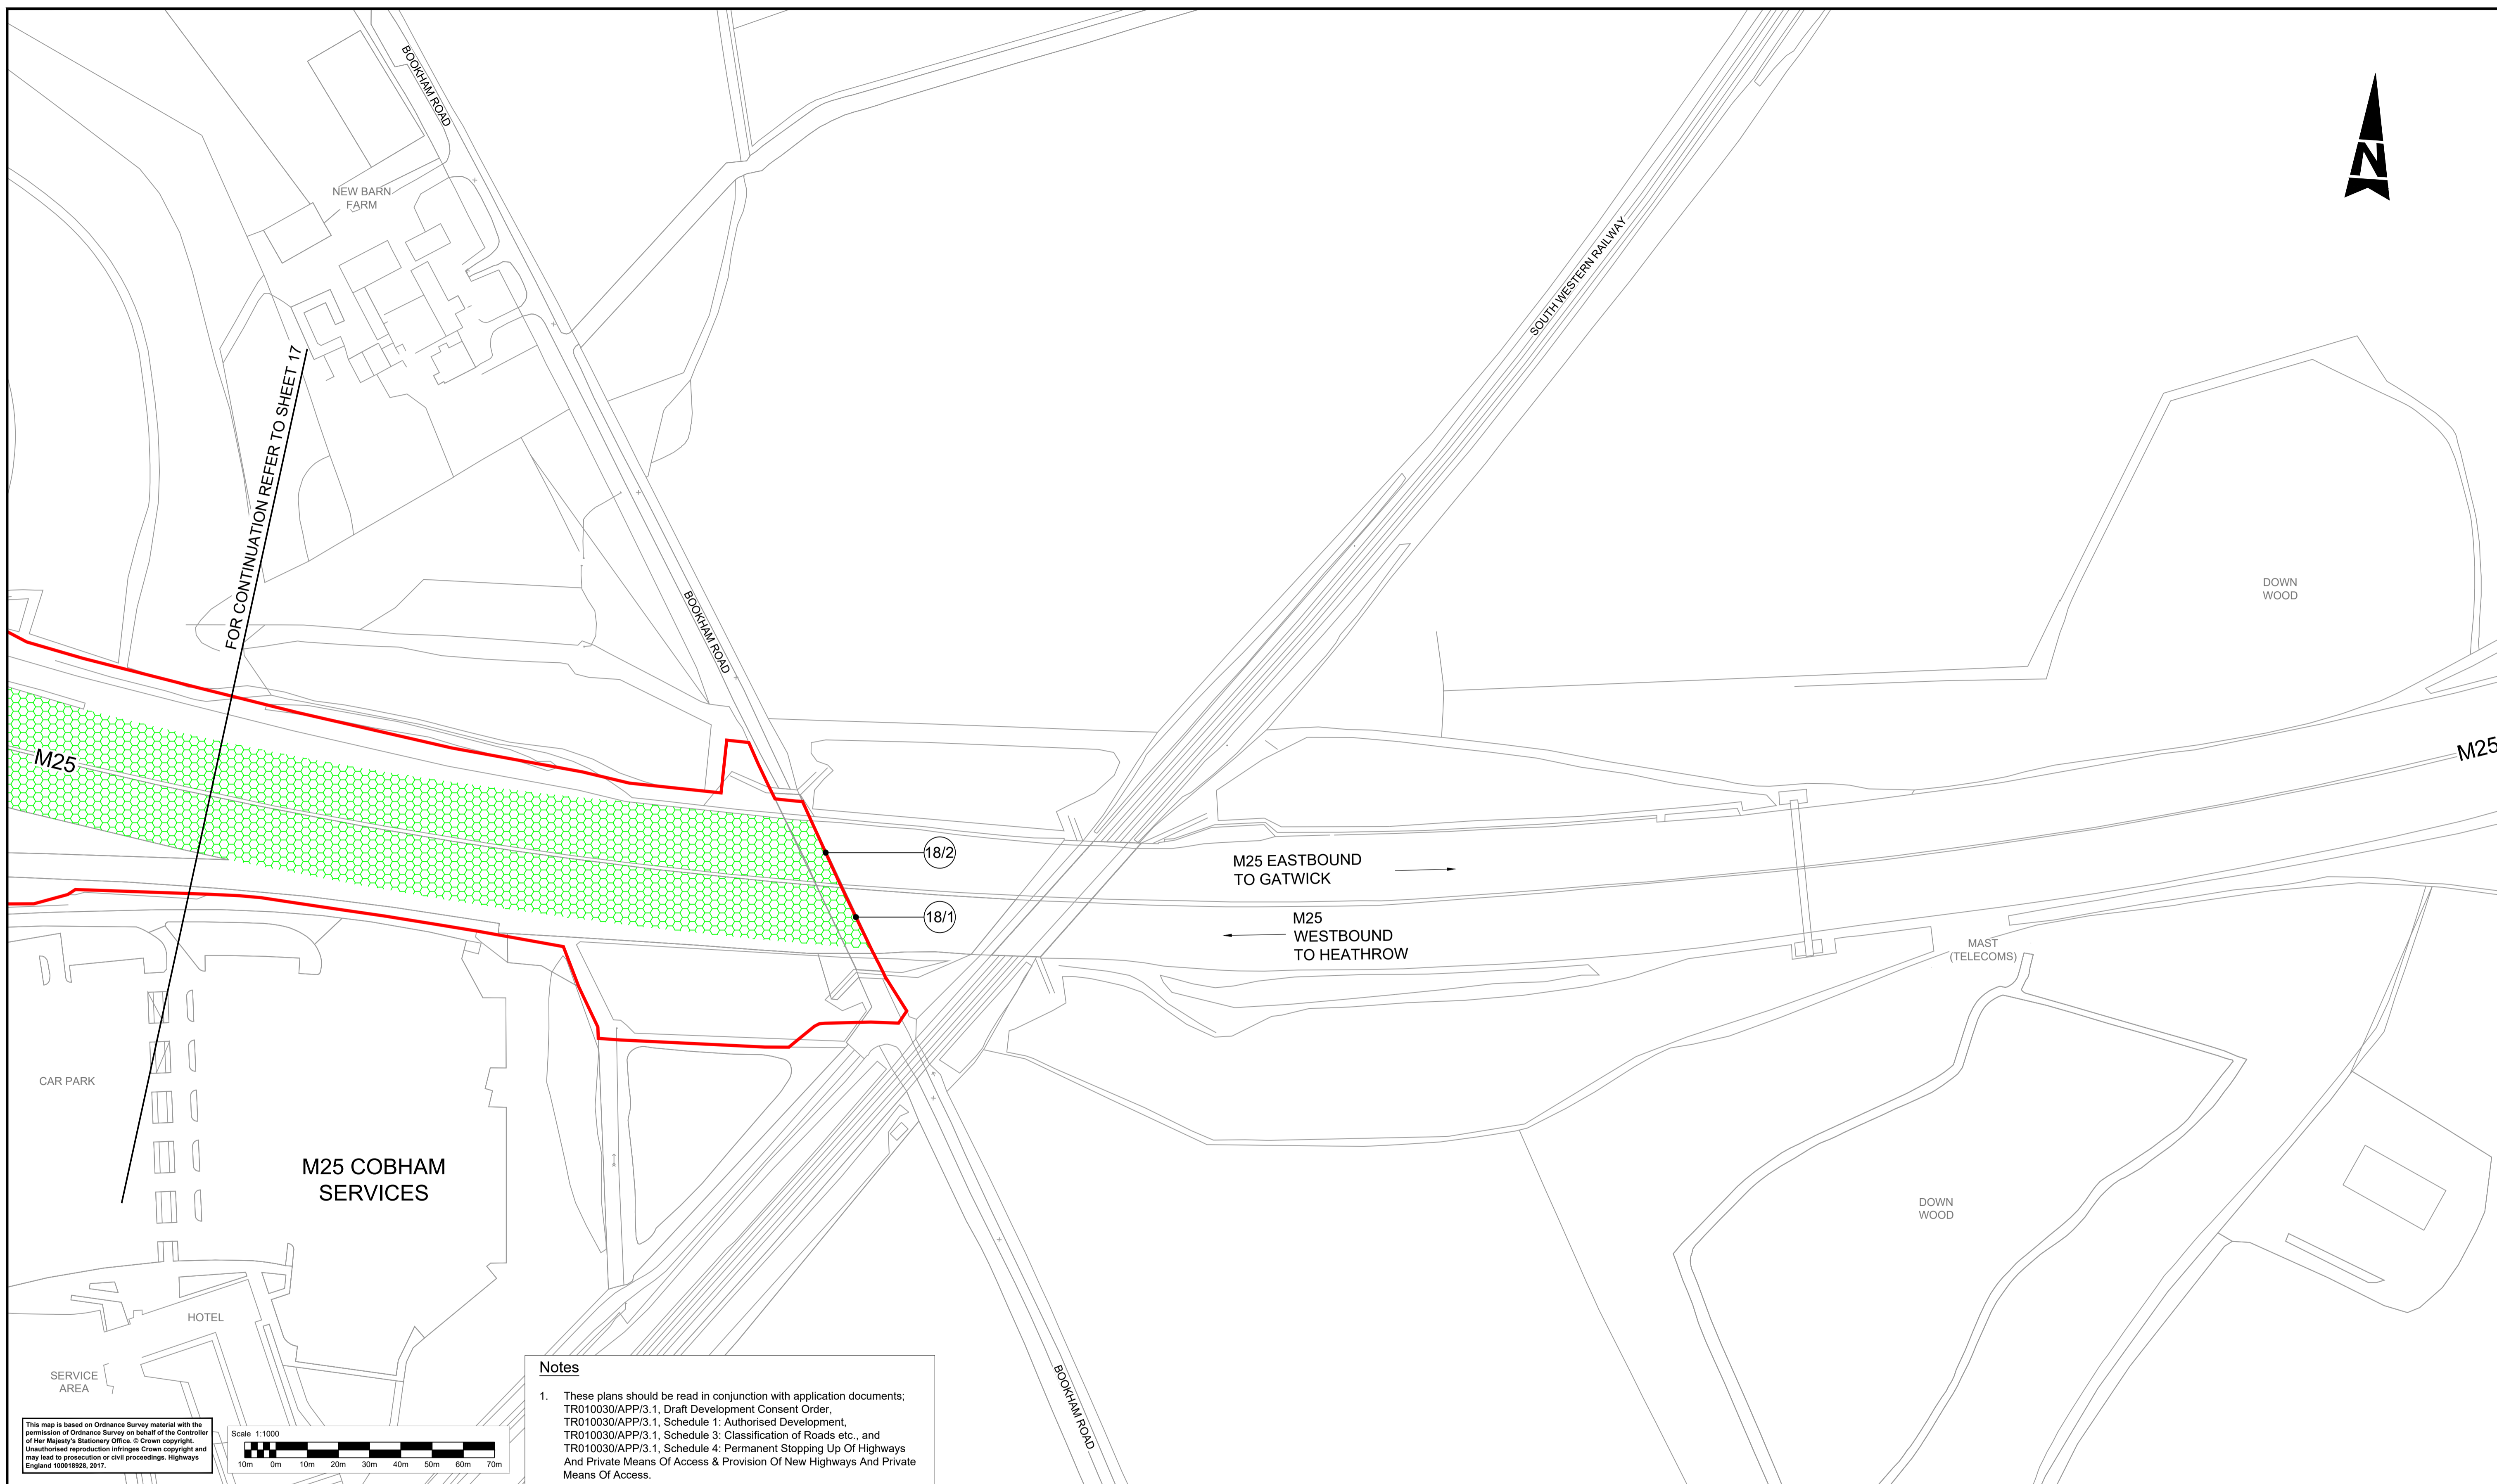 BOOKHAM ROAD
N
NEW BARN
FARM
SOUTH WESTERN RAILWAY
FOR CONTINUATION REFER TO SHEET 17
BOOKHAM ROAD
DOWN
WOOD
M25
M25
18/2
M25 EASTBOUND
TO GATWICK
18/1
M25
WESTBOUND
TO HEATHROW
MAST
(TELECOMS)
CAR PARK
M25 COBHAM
SERVICES
DOWN
WOOD
HOTEL
SERVICE
AREA
BOOKHAM ROAD
Notes
1. These plans should be read in conjunction with application documents;
TR010030/APP/3.1, Draft Development Consent Order,
TR010030/APP/3.1, Schedule 1: Authorised Development,
TR010030/APP/3.1, Schedule 3: Classification of Roads etc., and
TR010030/APP/3.1, Schedule 4: Permanent Stopping Up Of Highways
And Private Means Of Access & Provision Of New Highways And Private
Means Of Access.
This map is based on Ordnance Survey material with the
permission of Ordnance Survey on behalf of the Controller
of Her Majesty's Stationery Office. © Crown copyright.
Unauthorised reproduction infringes Crown copyright and
may lead to prosecution or civil proceedings. Highways
England 100018928, 2017.
Scale 1:1000
10m 0m 10m 20m 30m 40m 50m 60m 70m